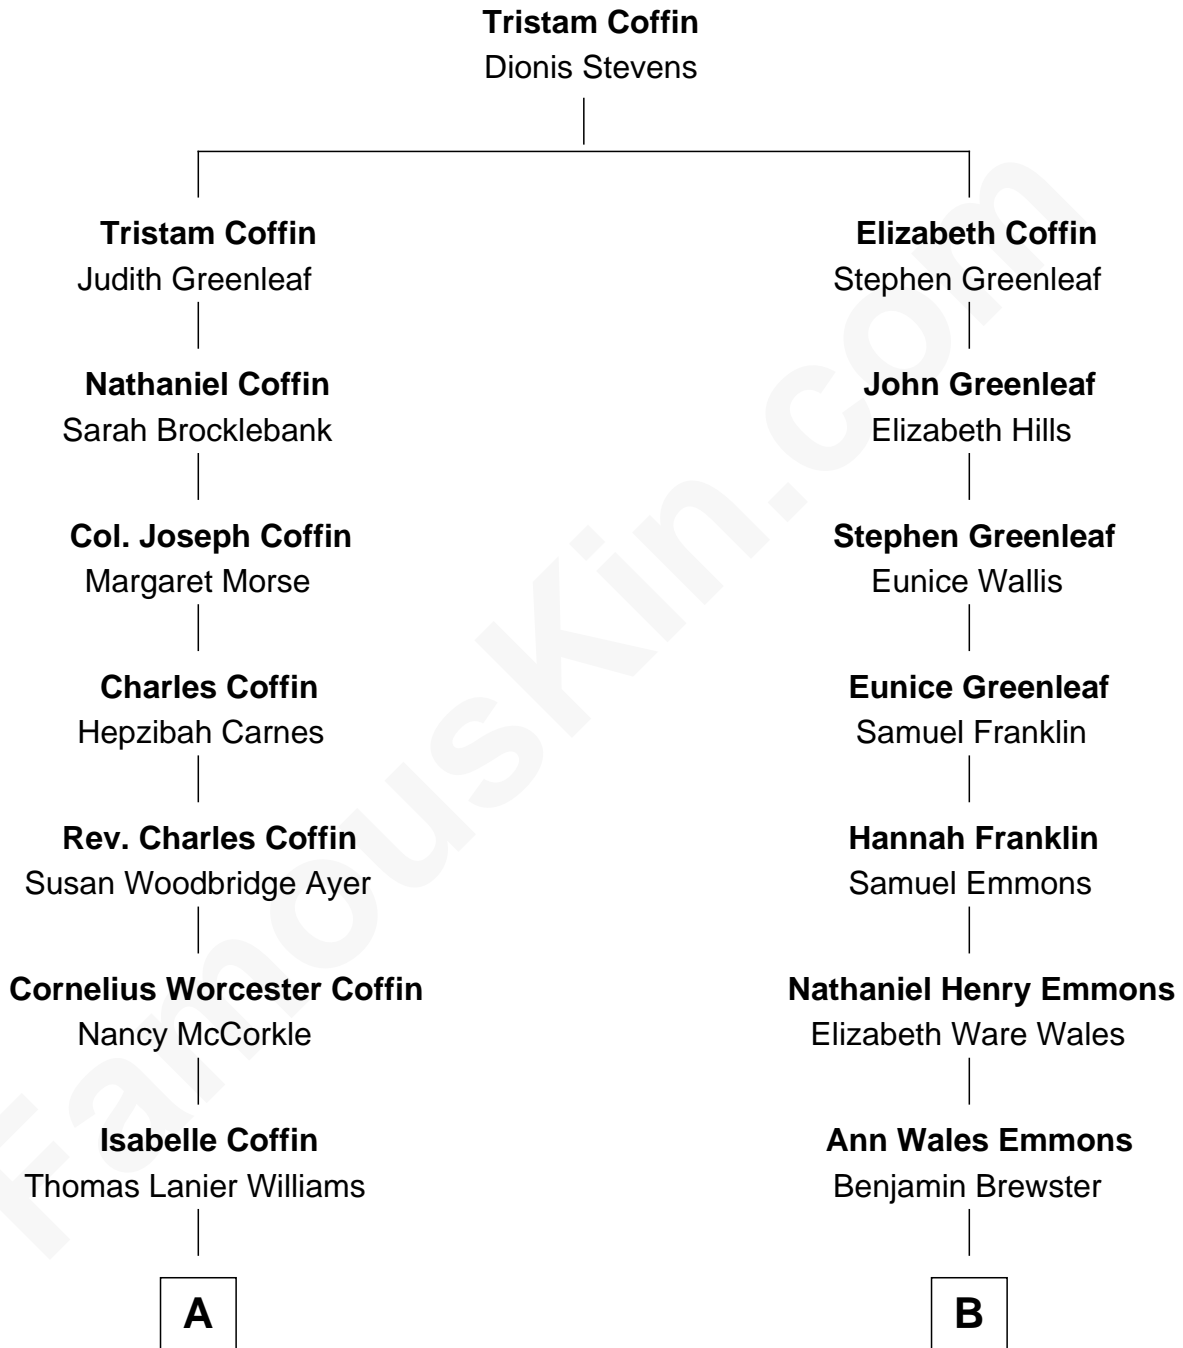 Tristam Coffin
Dionis Stevens
Tristam Coffin
Judith Greenleaf
Nathaniel Coffin
Sarah Brocklebank
Col. Joseph Coffin
Margaret Morse
Charles Coffin
Hepzibah Carnes
Rev. Charles Coffin
Susan Woodbridge Ayer
Cornelius Worcester Coffin
Nancy McCorkle
Isabelle Coffin
Thomas Lanier Williams
A
Elizabeth Coffin
Stephen Greenleaf
John Greenleaf
Elizabeth Hills
Stephen Greenleaf
Eunice Wallis
Eunice Greenleaf
Samuel Franklin
Hannah Franklin
Samuel Emmons
Nathaniel Henry Emmons
Elizabeth Ware Wales
Ann Wales Emmons
Benjamin Brewster
B
FamousKin.com